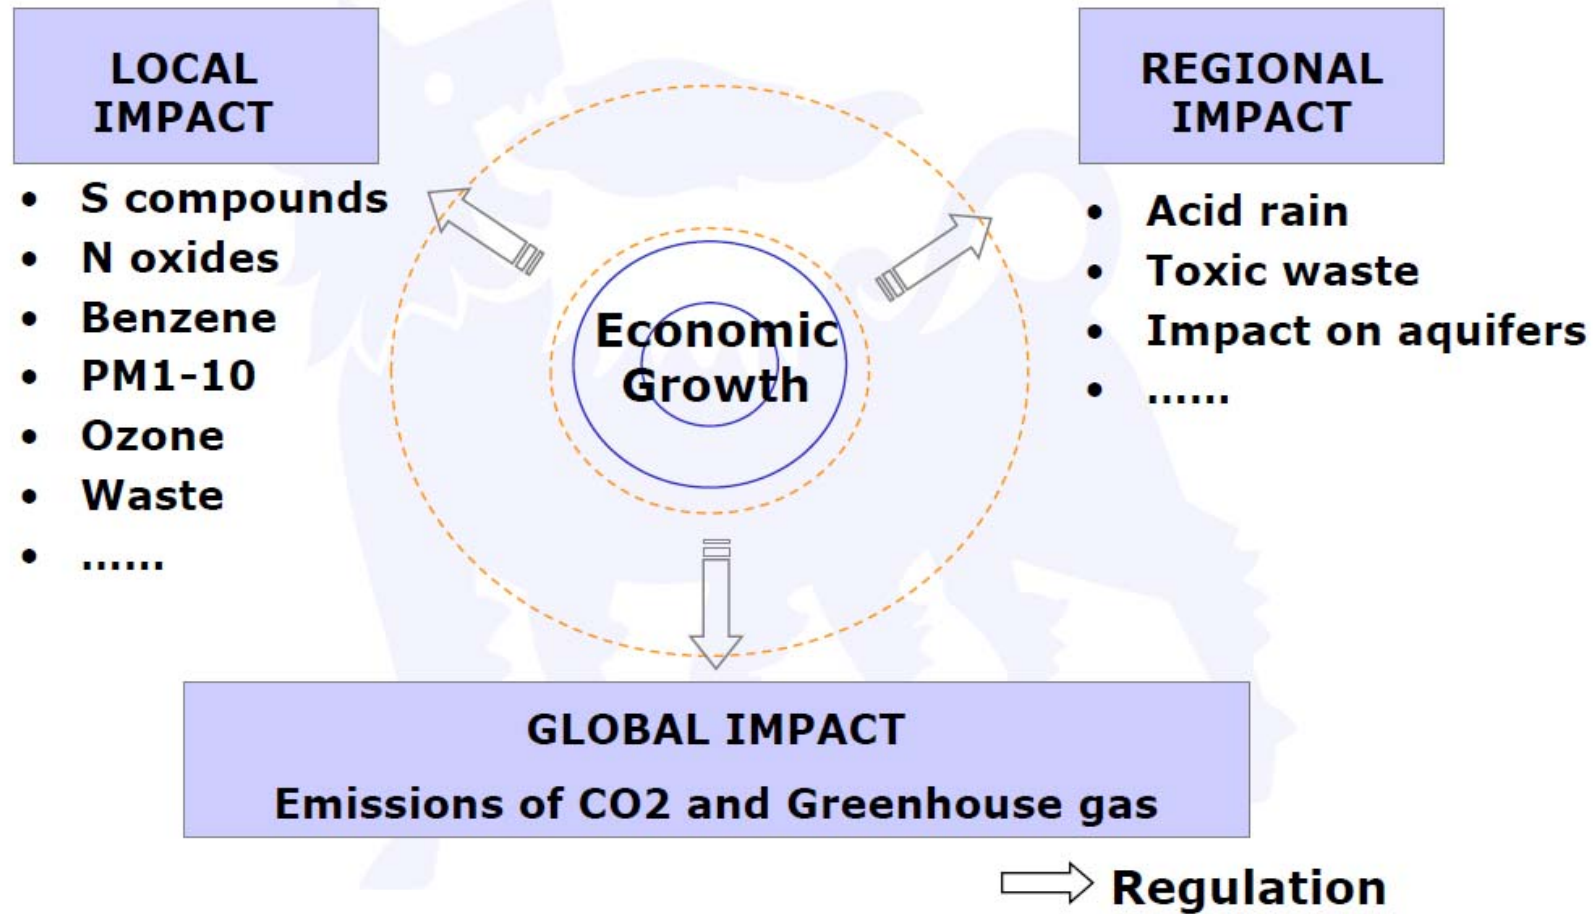 LOCAL
IMPACT
• S compounds
• N oxides
• Benzene
• PM1-10
• Ozone
• Waste
• ......
Economic
Growth
REGIONAL
IMPACT
• Acid rain
• Toxic waste
• Impact on aquifers
• ......
GLOBAL IMPACT
Emissions of CO2 and Greenhouse gas
Regulation